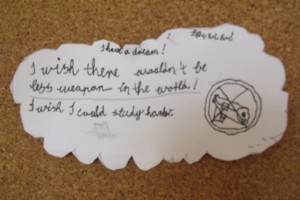 I have a dream!
I wish there wouldn't be
less weapon in the world!
I wish I could study harder.